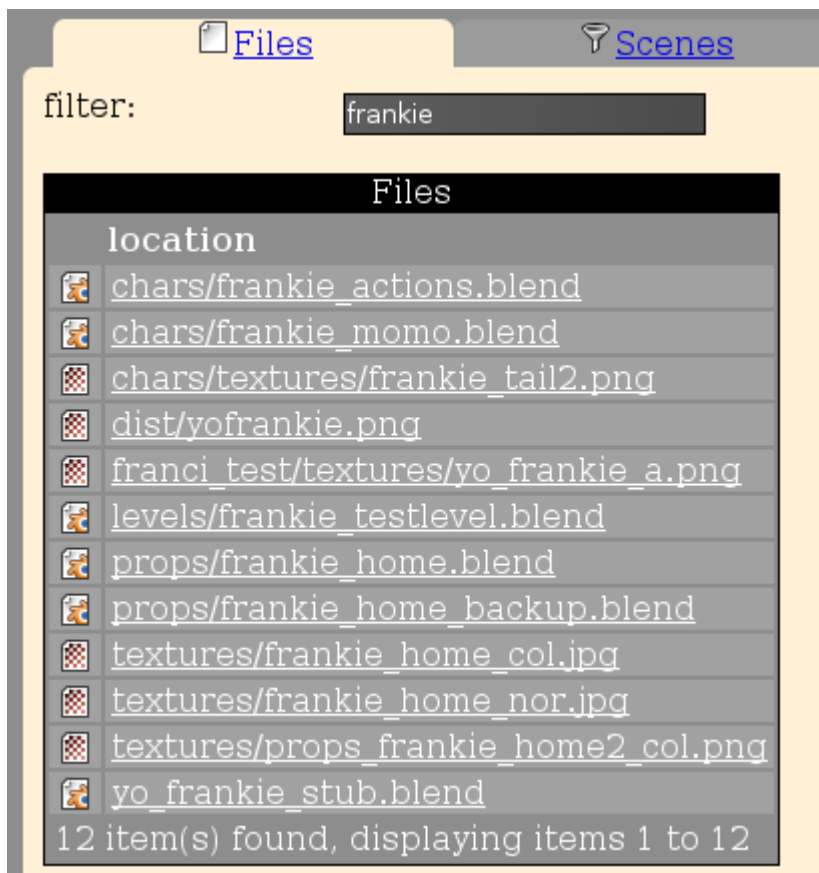 Files Scenes
filter: frankie
Files
location
chars/frankie_actions.blend
chars/frankie_momo.blend
chars/textures/frankie_tail2.png
dist/yofrankie.png
franci_test/textures/yo_frankie_a.png
levels/frankie_testlevel.blend
props/frankie_home.blend
props/frankie_home_backup.blend
textures/frankie_home_col.jpg
textures/frankie_home_nor.jpg
textures/props_frankie_home2_col.png
yo_frankie_stub.blend
12 item(s) found, displaying items 1 to 12